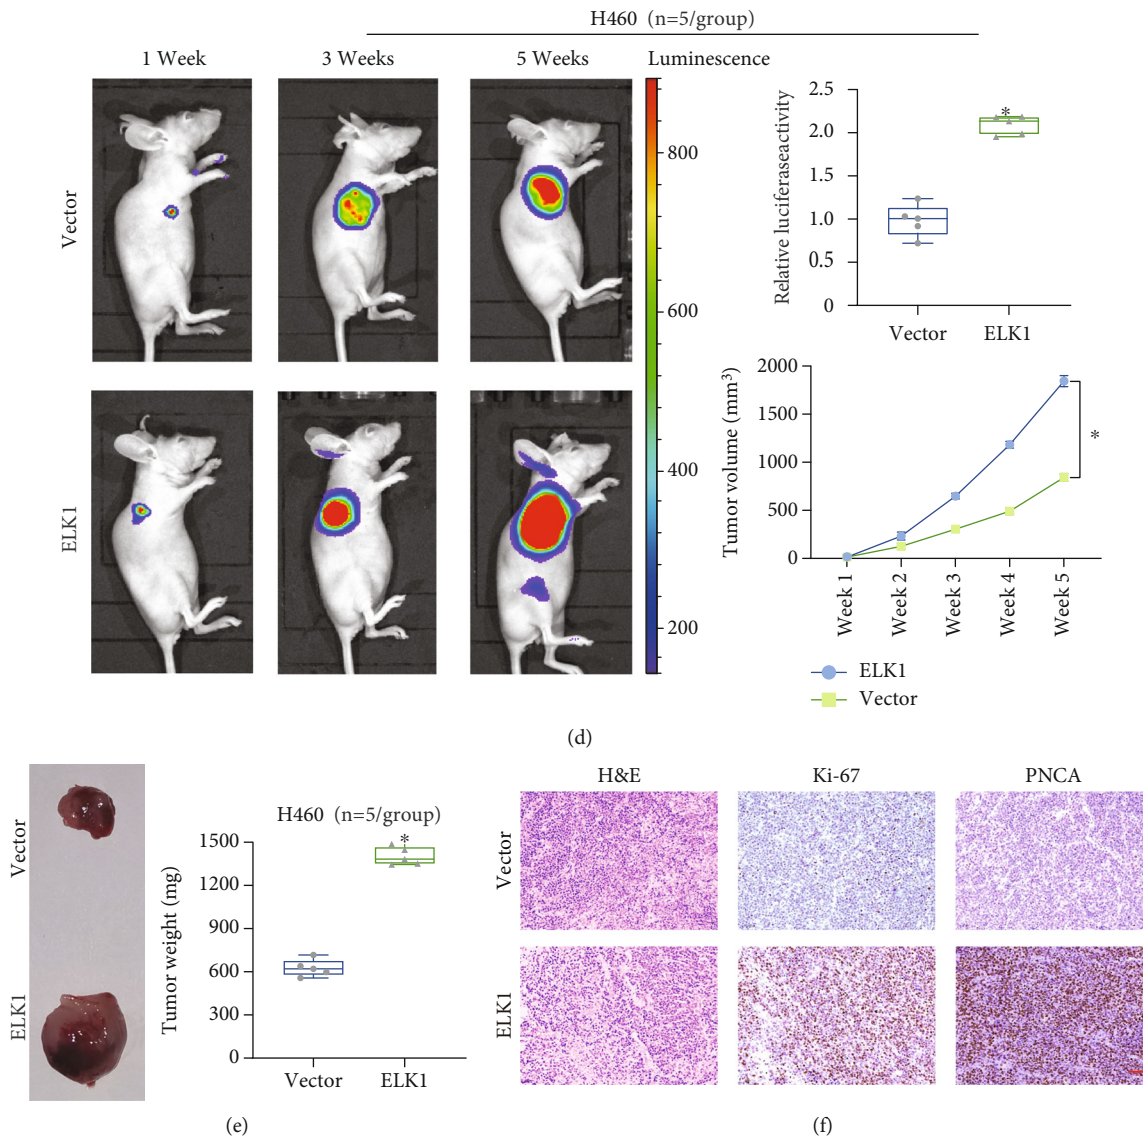 H460 (n=5/group)
1 Week
3 Weeks
5 Weeks
Luminescence
Vector
ELK1
800
600
400
200
Relative luciferaseactivity
2.5
2.0
1.5
1.0
0.5
0
*
Vector
ELK1
Tumor volume (mm³)
2000
1500
1000
500
0
*
Week 1
Week 2
Week 3
Week 4
Week 5
ELK1
Vector
(d)
Vector
ELK1
H460 (n=5/group)
Tumor weight (mg)
1500
1200
900
600
300
0
*
Vector
ELK1
(e)
H&E
Ki-67
PNCA
Vector
ELK1
(f)